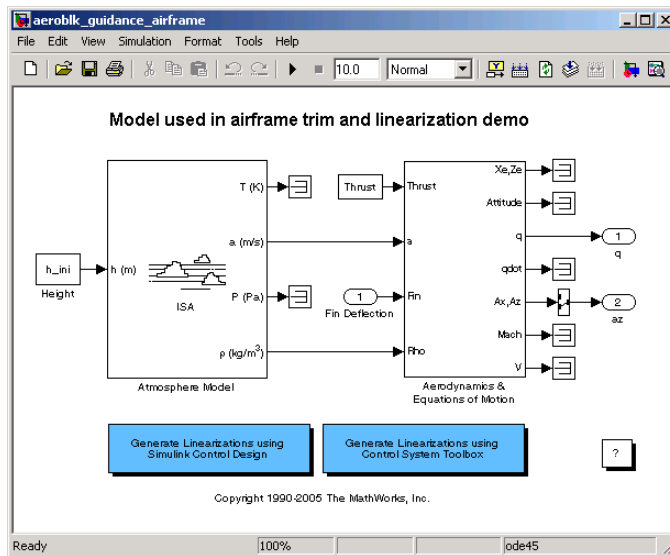 aeroblk_guidance_airframe
File Edit View Simulation Format Tools Help
10.0 Normal
Model used in airframe trim and linearization demo
h_ini
Height
h (m)
T (K)
a (m/s)
ISA
P (Pa)
ρ (kg/m³)
Atmosphere Model
Thrust
1
Fin Deflection
Thrust
a
Fin
Rho
Xe,Ze
Attitude
q
qdot
Ax,Az
Mach
V
Aerodynamics &
Equations of Motion
1
q
2
az
Generate Linearizations using
Simulink Control Design
Generate Linearizations using
Control System Toolbox
?
Copyright 1990-2005 The MathWorks, Inc.
Ready 100% ode45